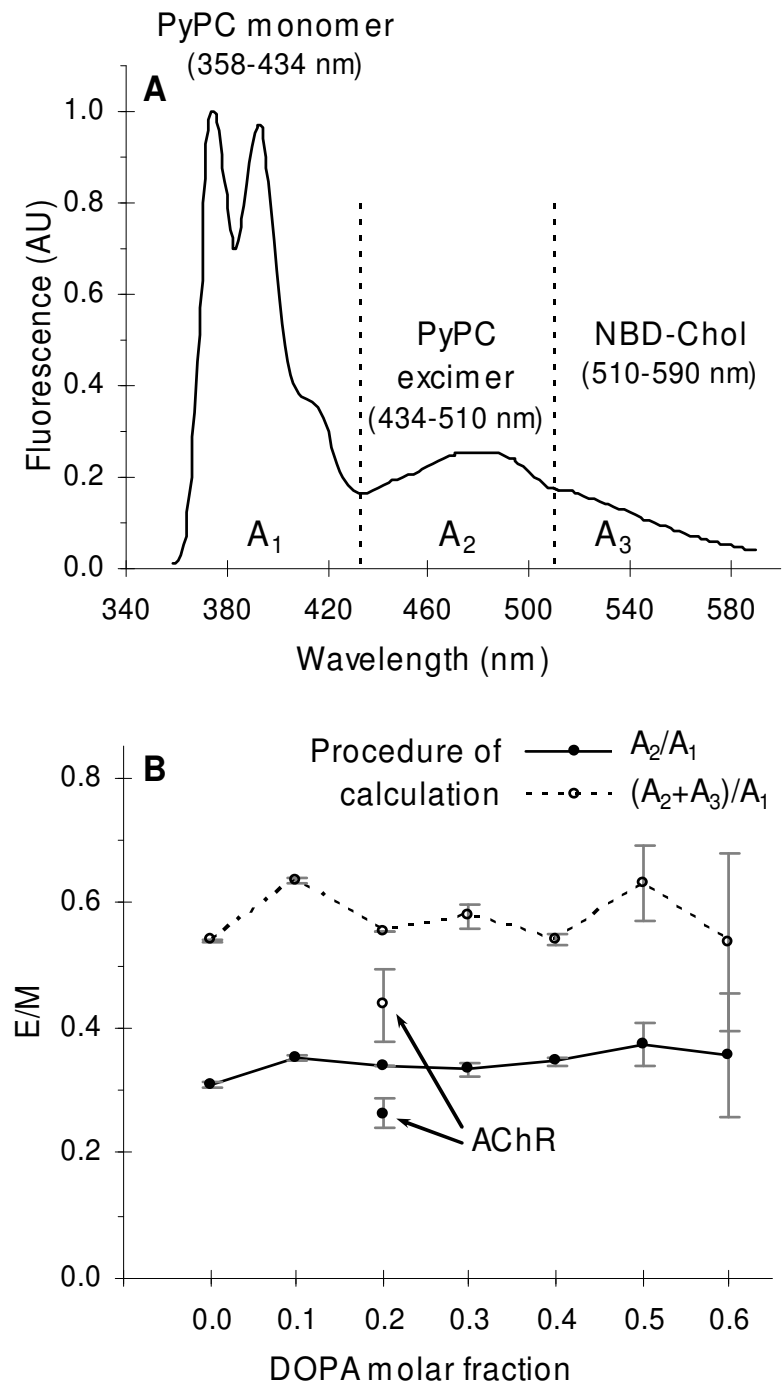 PyPC monomer
(358-434 nm)
A
1.0
0.8
0.6
0.4
0.2
0.0
Fluorescence (AU)
PyPC
excimer
(434-510 nm)
NBD-Chol
(510-590 nm)
A1
A2
A3
340 380 420 460 500 540 580
Wavelength (nm)
B
Procedure of
calculation
A2/A1
(A2+A3)/A1
0.8
0.6
0.4
0.2
0.0
E/M
AChR
0.0 0.1 0.2 0.3 0.4 0.5 0.6
DOPA molar fraction